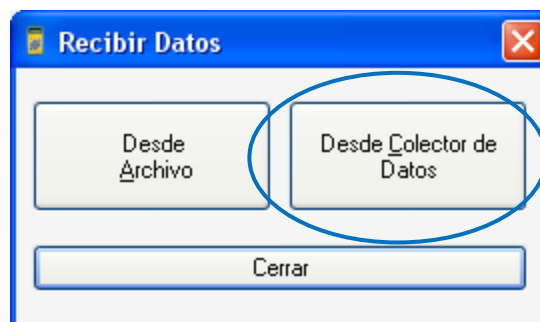 Recibir Datos
Desde
Archivo
Desde Colector de
Datos
Cerrar